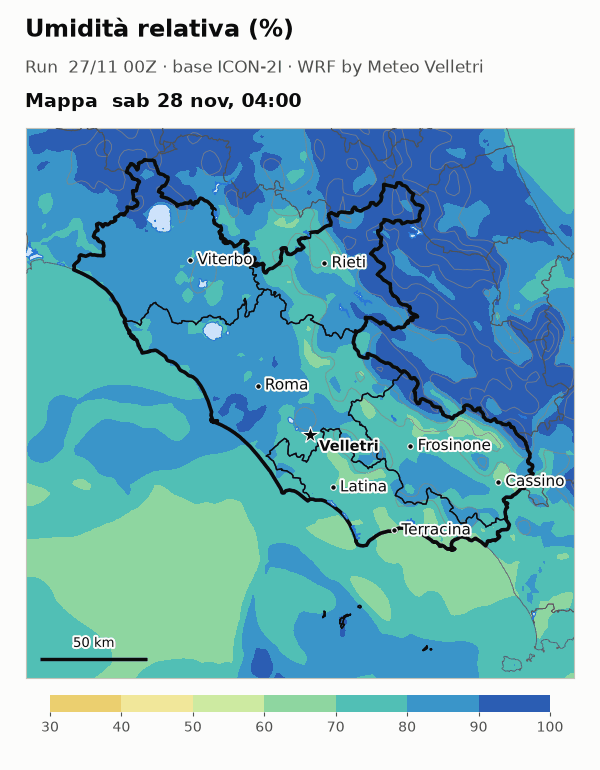 Umidità relativa (%)
Run 27/11 00Z · base ICON-2I · WRF by Meteo Velletri
Mappa sab 28 nov, 04:00
Viterbo
Rieti
Roma
Velletri
Frosinone
Latina
Cassino
Terracina
50 km
30 40 50 60 70 80 90 100